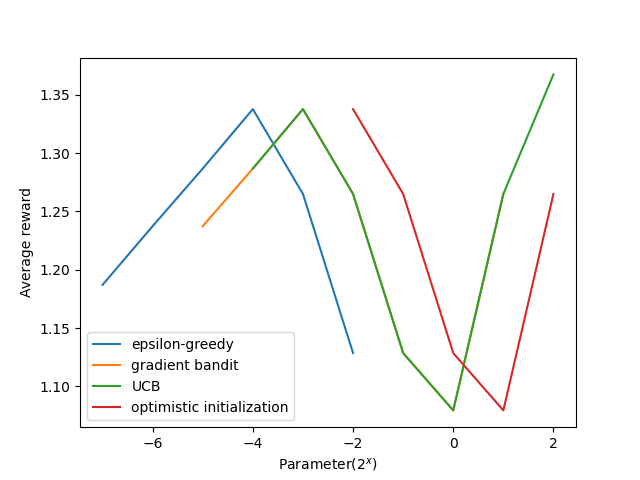 1.35
1.30
1.25
1.20
1.15
1.10
Average reward
epsilon-greedy
gradient bandit
UCB
optimistic initialization
−6 −4 −2 0 2
Parameter(2^x)